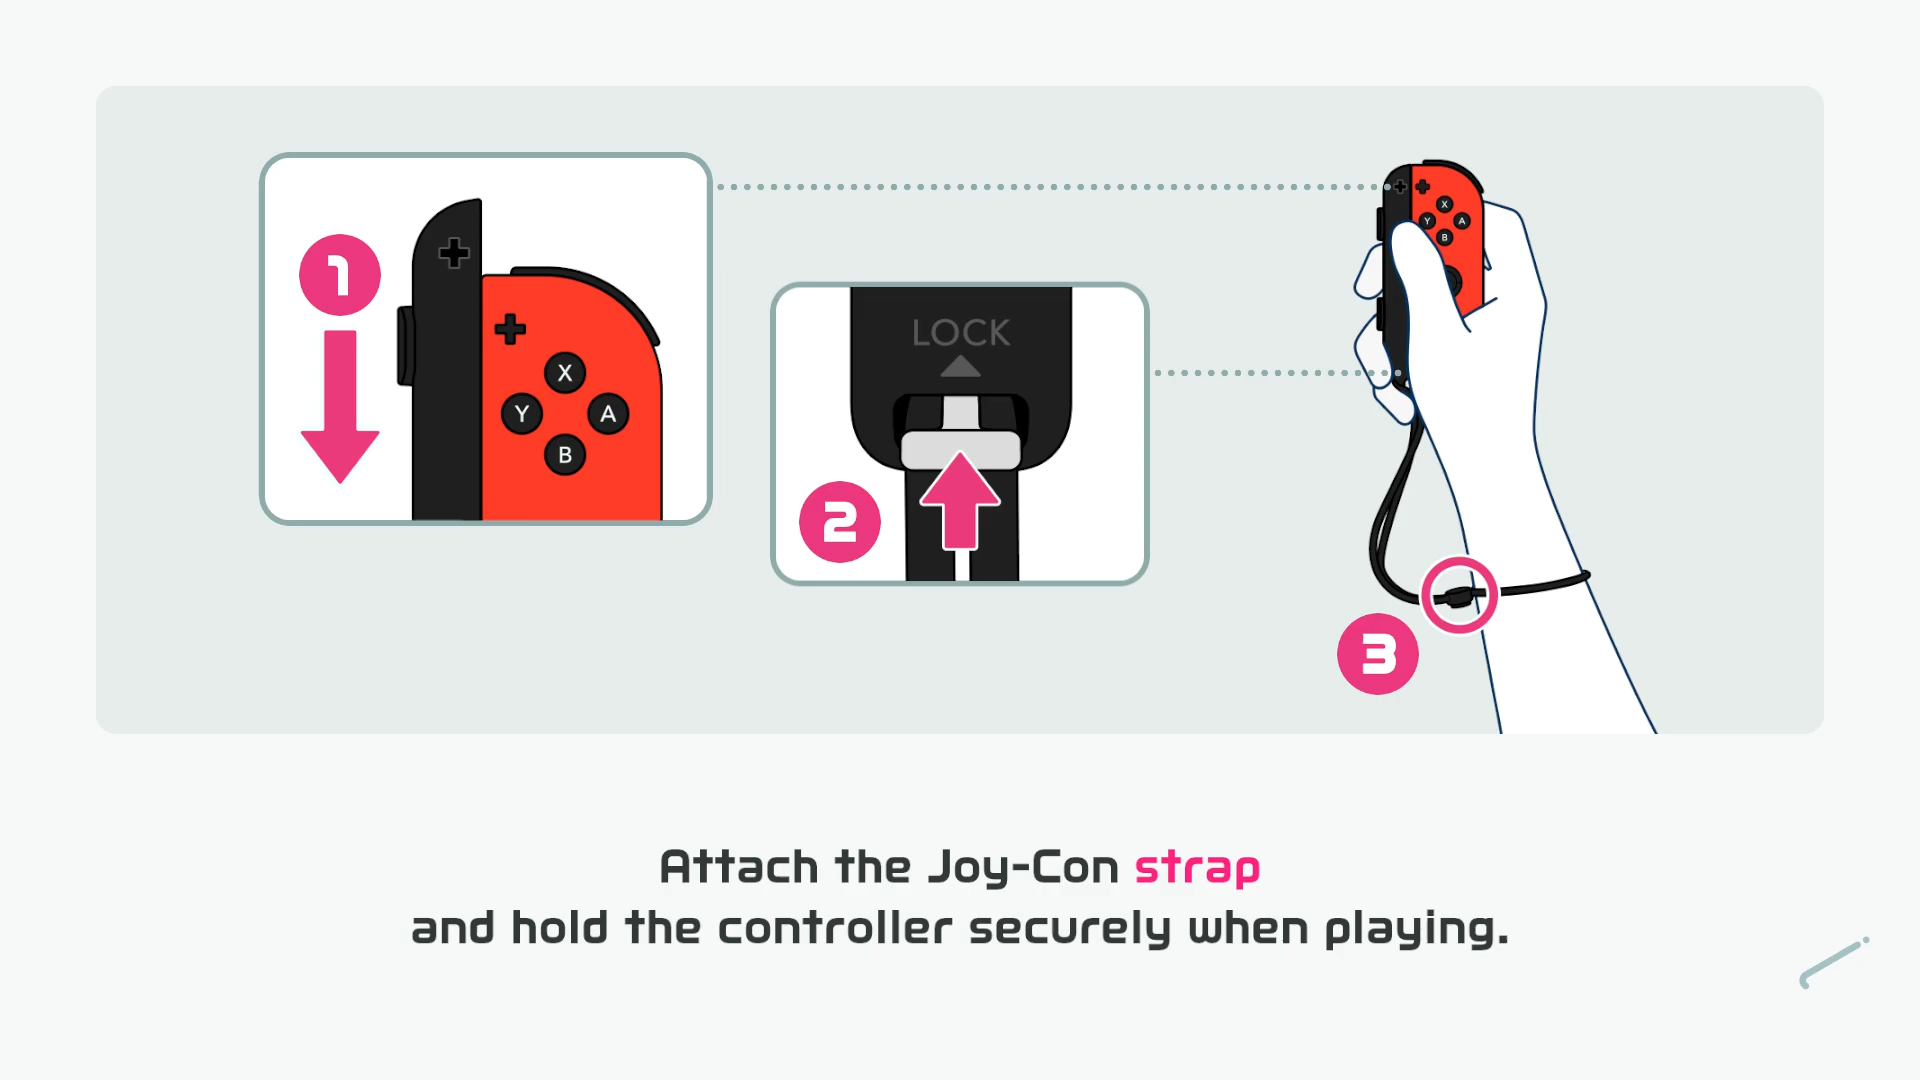 1
X
Y
A
B
LOCK
2
X
Y
A
B
3
Attach the Joy-Con strap
and hold the controller securely when playing.